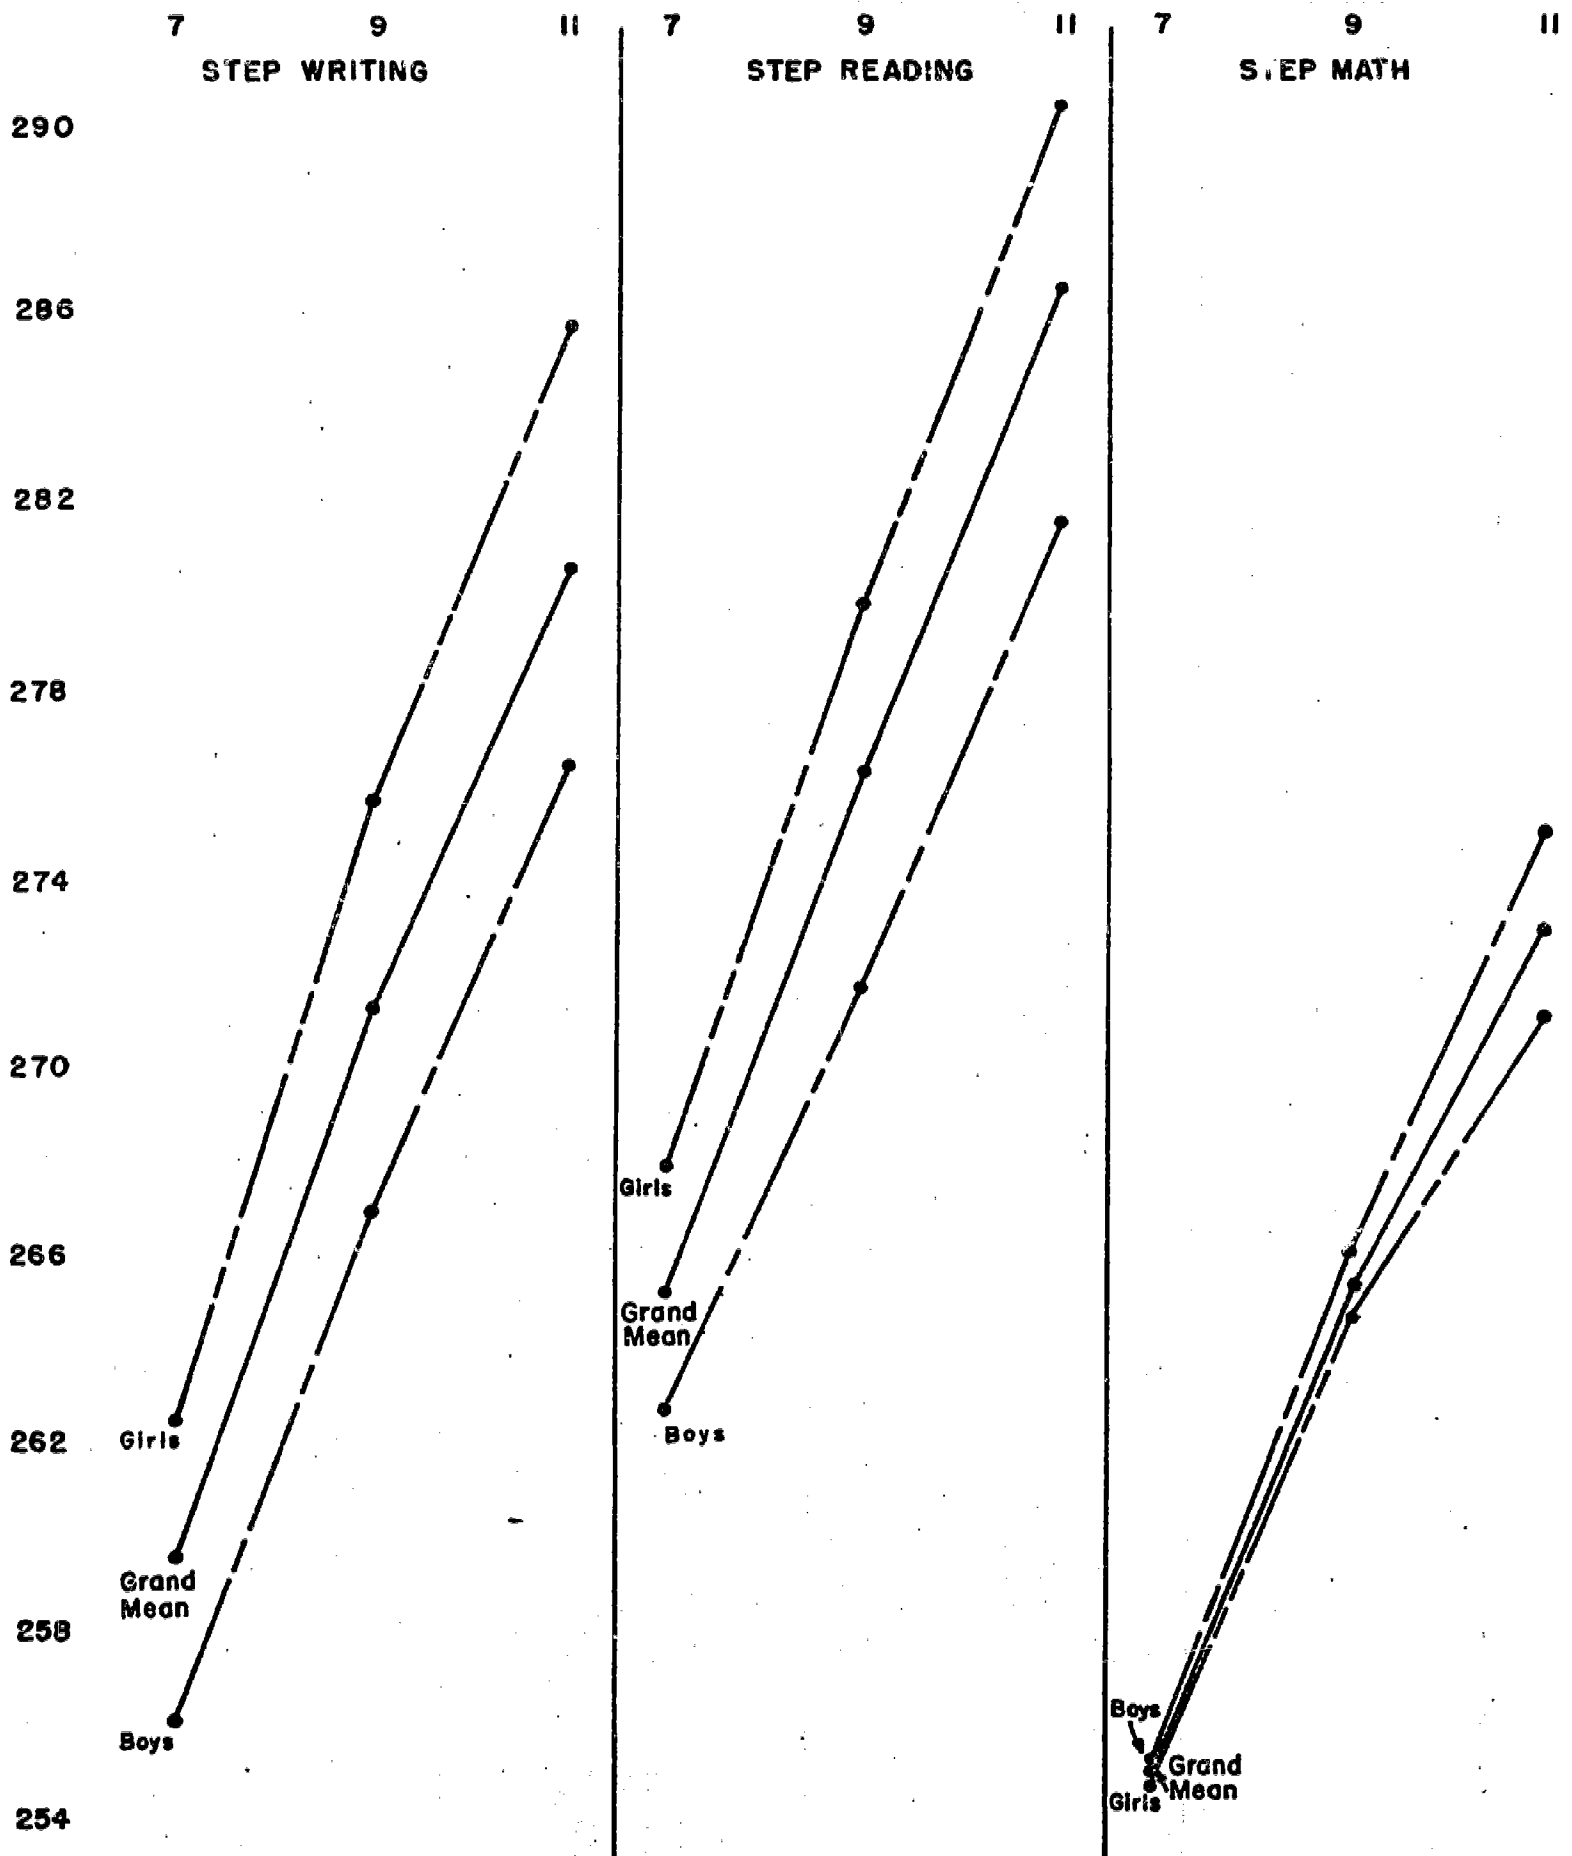 7 9 11 7 9 11 7 9 11
STEP WRITING STEP READING STEP MATH
290
286
282
278
274
270
Girls
266
Grand
Mean
262
Girls
Boys
Grand
Mean
258
Boys
Boys
Grand
Mean
Girls
254